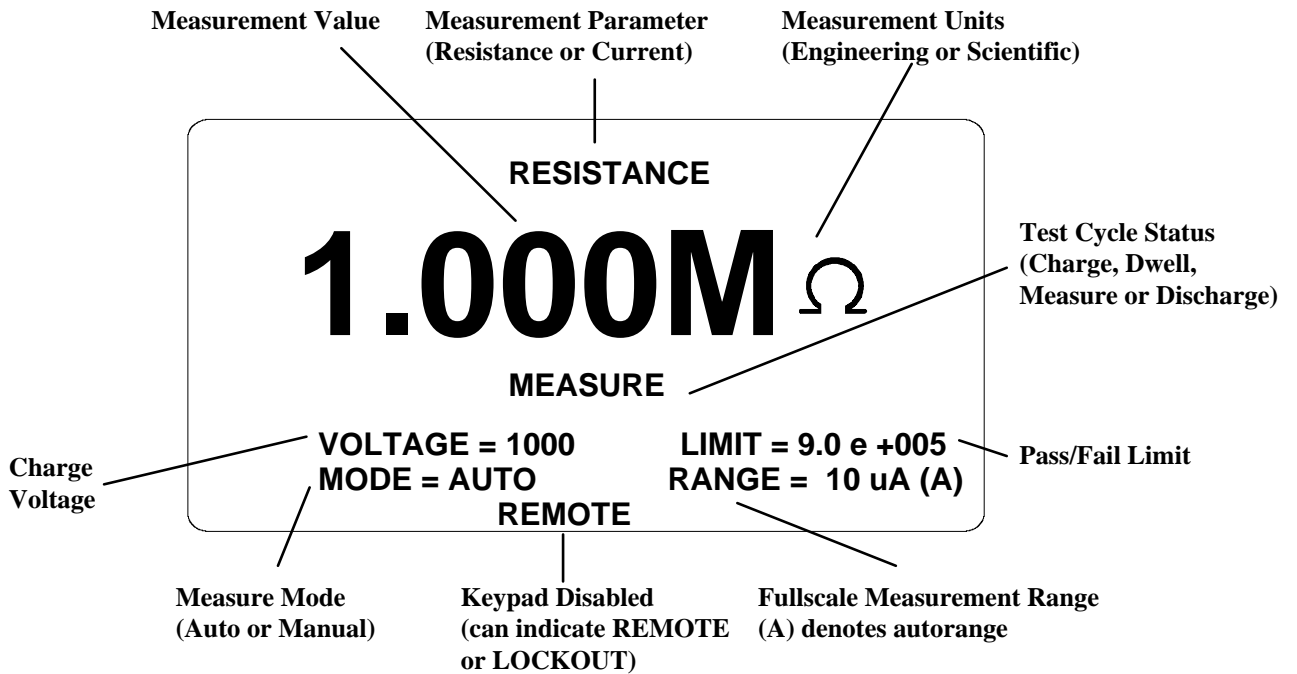 Measurement Value
Measurement Parameter
(Resistance or Current)
Measurement Units
(Engineering or Scientific)
RESISTANCE
1.000M Ω
Test Cycle Status
(Charge, Dwell,
Measure or Discharge)
MEASURE
VOLTAGE = 1000
LIMIT = 9.0 e +005
Pass/Fail Limit
Charge
Voltage
MODE = AUTO
RANGE = 10 uA (A)
REMOTE
Measure Mode
(Auto or Manual)
Keypad Disabled
(can indicate REMOTE
or LOCKOUT)
Fullscale Measurement Range
(A) denotes autorange